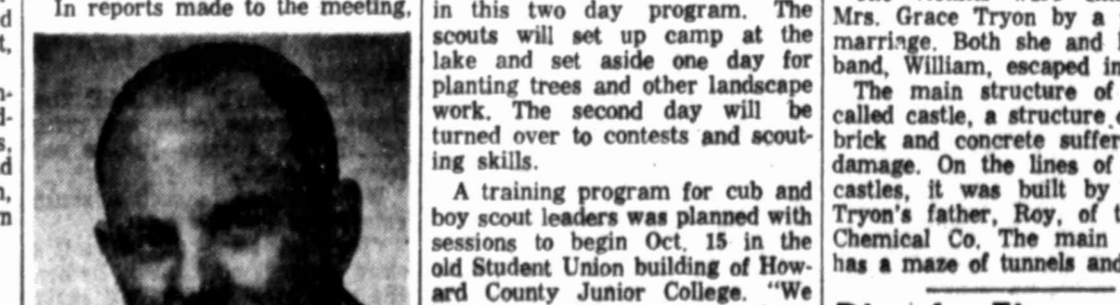 In reports made to the meeting,
in this two day program. The
scouts will set up camp at the
lake and set aside one day for
planting trees and other landscape
work. The second day will be
turned over to contests and scout-
ing skills.
A training program for cub and
boy scout leaders was planned with
sessions to begin Oct. 15 in the
old Student Union building of How-
ard County Junior College. "We
Mrs. Grace Tryon by a
marriage. Both she and
band, William, escaped in
The main structure of
called castle, a structure
brick and concrete suffer
damage. On the lines of
castles, it was built by
Tryon's father, Roy, of
Chemical Co. The main
has a maze of tunnels and